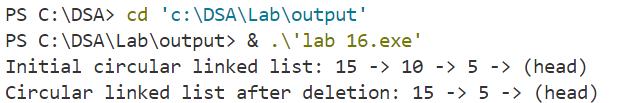 PS C:\DSA> cd 'c:\DSA\Lab\output'
PS C:\DSA\Lab\output> & .\'lab 16.exe'
Initial circular linked list: 15 -> 10 -> 5 -> (head)
Circular linked list after deletion: 15 -> 5 -> (head)